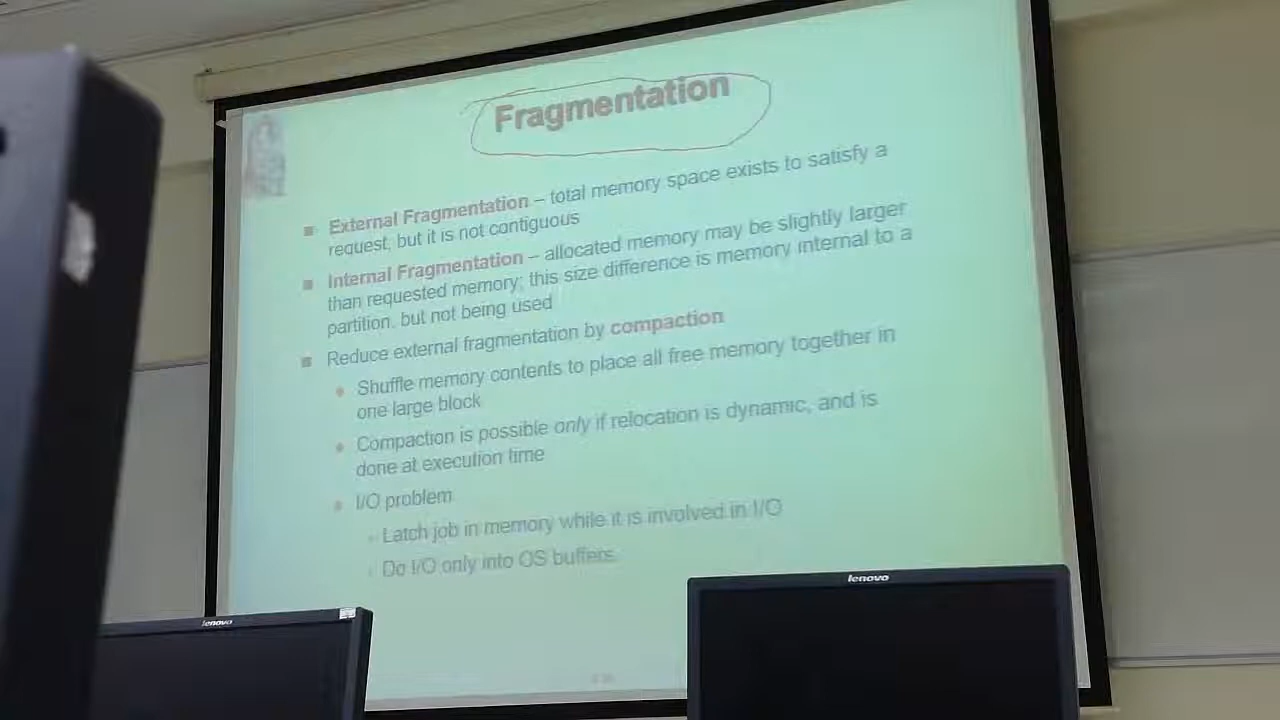 Fragmentation
External Fragmentation – total memory space exists to satisfy a
request, but it is not contiguous
Internal Fragmentation – allocated memory may be slightly larger
than requested memory; this size difference is memory internal to a
partition, but not being used
Reduce external fragmentation by compaction
Shuffle memory contents to place all free memory together in
one large block
Compaction is possible only if relocation is dynamic, and is
done at execution time
I/O problem
Latch job in memory while it is involved in I/O
Do I/O only into OS buffers
lenovo
lenovo